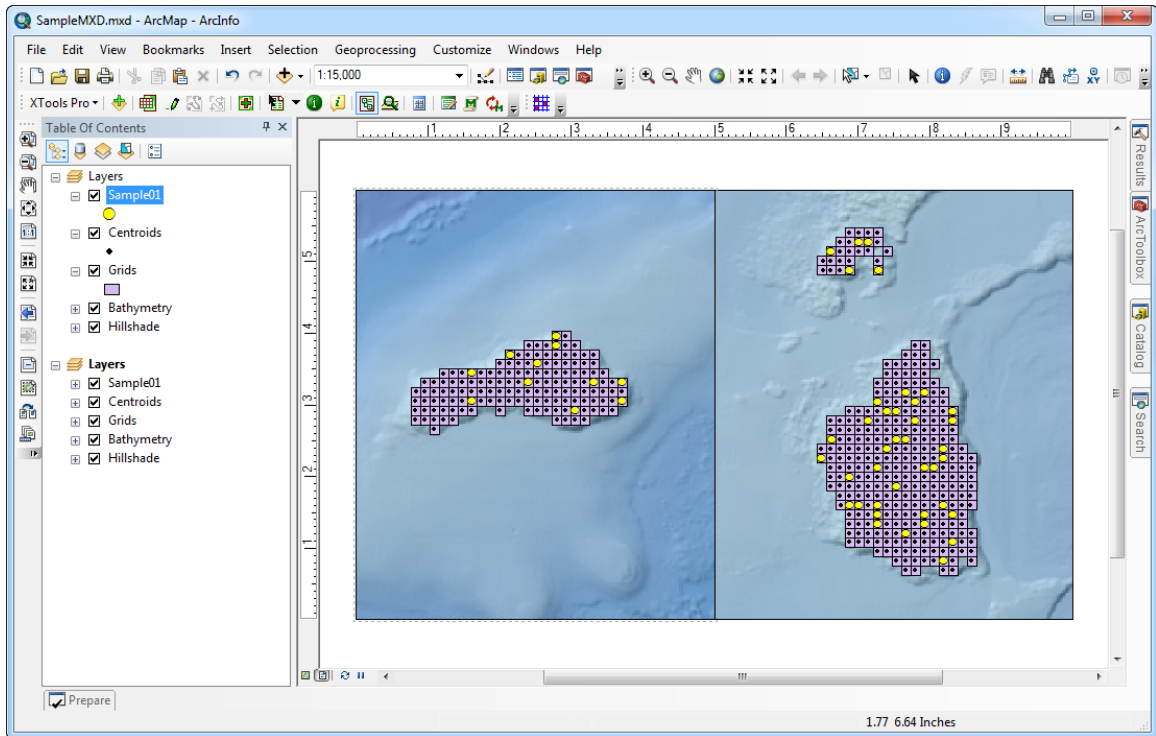 SampleMXD.mxd - ArcMap - ArcInfo
File Edit View Bookmarks Insert Selection Geoprocessing Customize Windows Help
1:15,000
XTools Pro
Table Of Contents
Layers
Sample01
Centroids
Grids
Bathymetry
Hillshade
Layers
Sample01
Centroids
Grids
Bathymetry
Hillshade
Prepare
1 2 3 4 5 6 7 8 9
5
4
3
2
1
Results
ArcToolbox
Catalog
Search
1.77 6.64 Inches